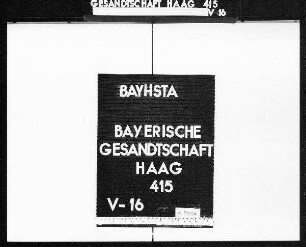 GESANDTSCHAFT HAAG 415
V 16
BAYHSTA
BAYERISCHE
GESANDTSCHAFT
HAAG
415
V-16